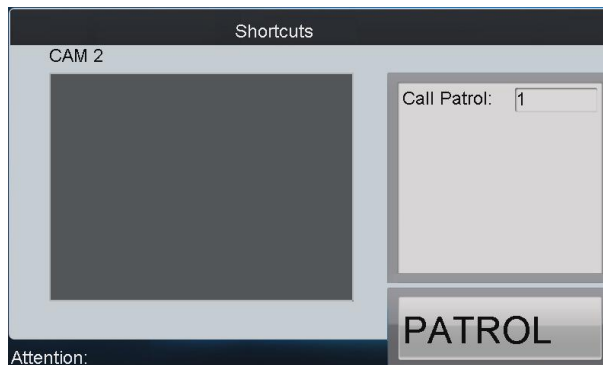 Shortcuts
CAM 2
Call Patrol: 1
PATROL
Attention: